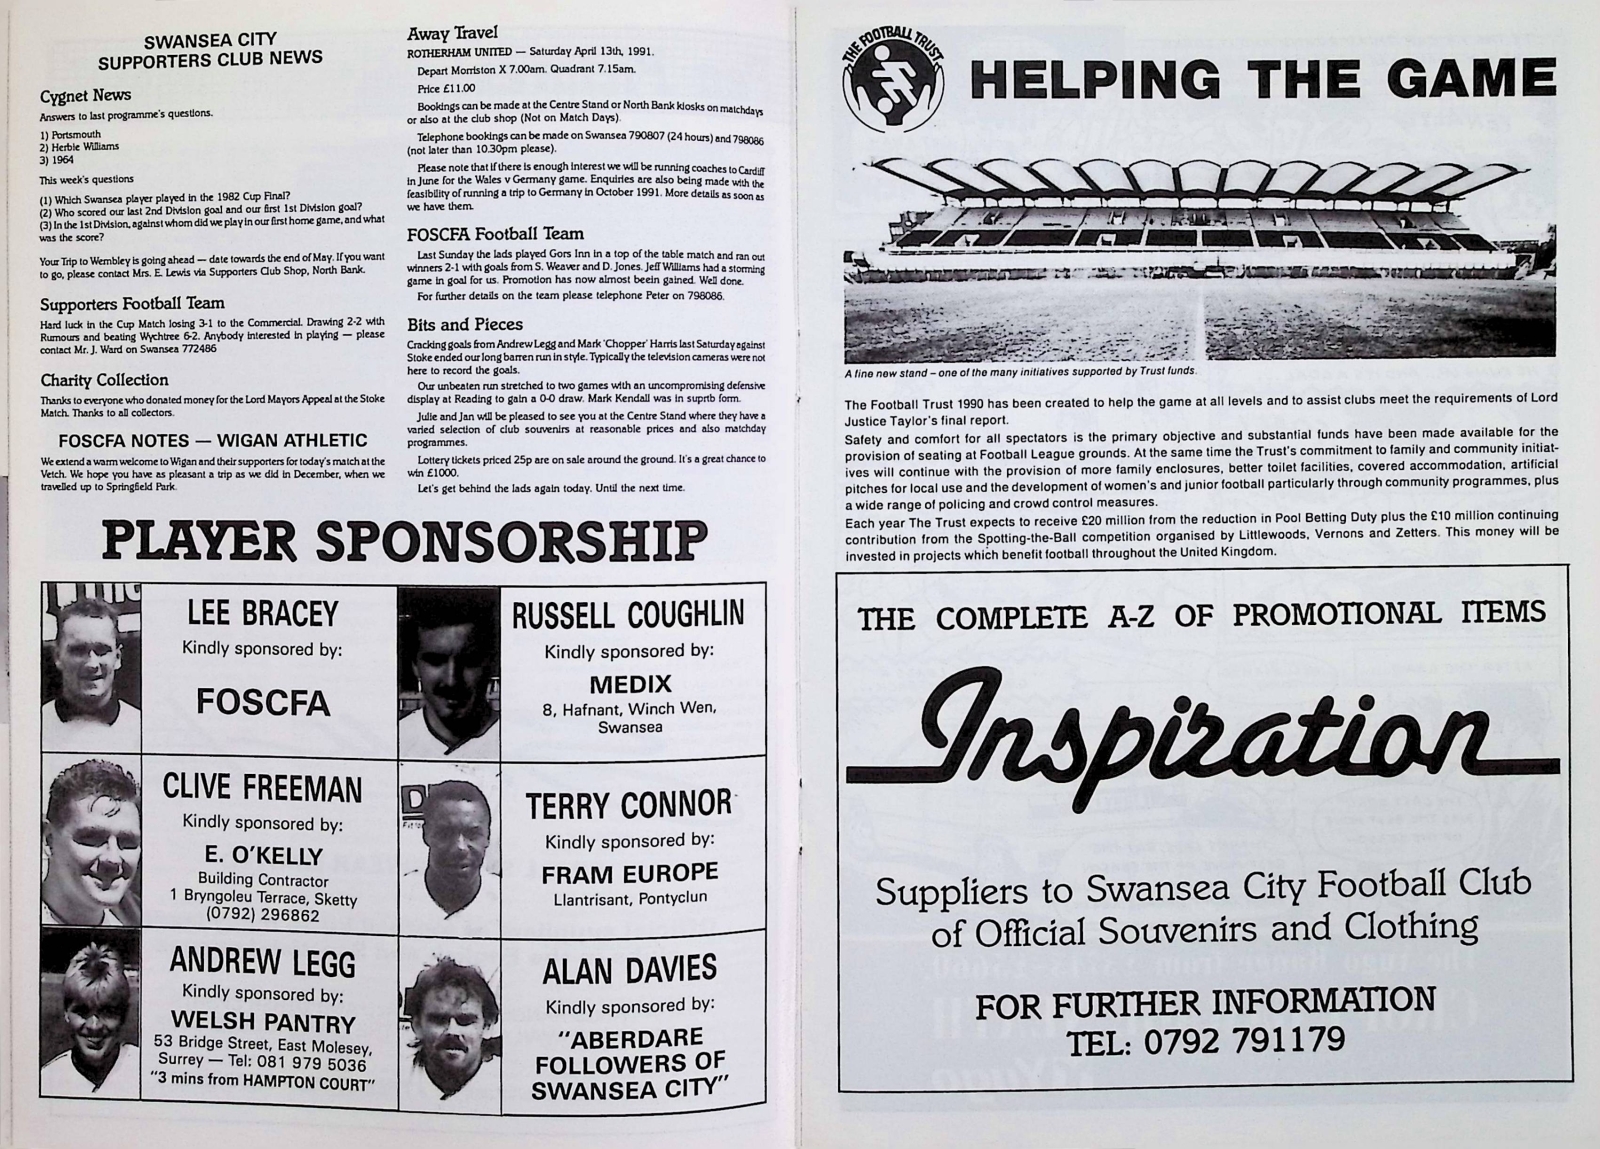 SWANSEA CITY
SUPPORTERS CLUB NEWS
Cygnet News
Answers to last programme's questions.
1) Portsmouth
2) Herbie Williams
3) 1964
This week's questions
(1) Which Swansea player played in the 1982 Cup Final?
(2) Who scored our last 2nd Division goal and our first 1st Division goal?
(3) In the 1st Division, against whom did we play in our first home game, and what
was the score?
Your Trip to Wembley is going ahead — date towards the end of May. If you want
to go, please contact Mrs. E. Lewis via Supporters Club Shop, North Bank.
Supporters Football Team
Hard luck in the Cup Match losing 3-1 to the Commercial. Drawing 2-2 with
Rumours and beating Wychtree 6-2. Anybody interested in playing — please
contact Mr. J. Ward on Swansea 772486
Charity Collection
Thanks to everyone who donated money for the Lord Mayors Appeal at the Stoke
Match. Thanks to all collectors.
FOSCFA NOTES — WIGAN ATHLETIC
We extend a warm welcome to Wigan and their supporters for today's match at the
Vetch. We hope you have as pleasant a trip as we did in December, when we
travelled up to Springfield Park.
Away Travel
ROTHERHAM UNITED — Saturday April 13th, 1991.
Depart Morriston X 7.00am. Quadrant 7.15am.
Price £11.00
Bookings can be made at the Centre Stand or North Bank kiosks on matchdays
or also at the club shop (Not on Match Days).
Telephone bookings can be made on Swansea 790807 (24 hours) and 798086
(not later than 10.30pm please).
Please note that if there is enough interest we will be running coaches to Cardiff
in June for the Wales v Germany game. Enquiries are also being made with the
feasibility of running a trip to Germany in October 1991. More details as soon as
we have them.
FOSCFA Football Team
Last Sunday the lads played Gors Inn in a top of the table match and ran out
winners 2-1 with goals from S. Weaver and D. Jones. Jeff Williams had a storming
game in goal for us. Promotion has now almost beein gained. Well done.
For further details on the team please telephone Peter on 798086.
Bits and Pieces
Cracking goals from Andrew Legg and Mark 'Chopper' Harris last Saturday against
Stoke ended our long barren run in style. Typically the television cameras were not
here to record the goals.
Our unbeaten run stretched to two games with an uncompromising defensive
display at Reading to gain a 0-0 draw. Mark Kendall was in suprtb form.
Julie and Jan will be pleased to see you at the Centre Stand where they have a
varied selection of club souvenirs at reasonable prices and also matchday
programmes.
Lottery tickets priced 25p are on sale around the ground. It's a great chance to
win £1000.
Let's get behind the lads again today. Until the next time.
PLAYER SPONSORSHIP
LEE BRACEY
Kindly sponsored by:
FOSCFA
RUSSELL COUGHLIN
Kindly sponsored by:
MEDIX
8, Hafnant, Winch Wen,
Swansea
CLIVE FREEMAN
Kindly sponsored by:
E. O'KELLY
Building Contractor
1 Bryngoleu Terrace, Sketty
(0792) 296862
TERRY CONNOR
Kindly sponsored by:
FRAM EUROPE
Llantrisant, Pontyclun
ANDREW LEGG
Kindly sponsored by:
WELSH PANTRY
53 Bridge Street, East Molesey,
Surrey — Tel: 081 979 5036
"3 mins from HAMPTON COURT"
ALAN DAVIES
Kindly sponsored by:
"ABERDARE
FOLLOWERS OF
SWANSEA CITY"
THE FOOTBALL TRUST
HELPING THE GAME
A fine new stand – one of the many initiatives supported by Trust funds.
The Football Trust 1990 has been created to help the game at all levels and to assist clubs meet the requirements of Lord
Justice Taylor's final report.
Safety and comfort for all spectators is the primary objective and substantial funds have been made available for the
provision of seating at Football League grounds. At the same time the Trust's commitment to family and community initiat-
ives will continue with the provision of more family enclosures, better toilet facilities, covered accommodation, artificial
pitches for local use and the development of women's and junior football particularly through community programmes, plus
a wide range of policing and crowd control measures.
Each year The Trust expects to receive £20 million from the reduction in Pool Betting Duty plus the £10 million continuing
contribution from the Spotting-the-Ball competition organised by Littlewoods, Vernons and Zetters. This money will be
invested in projects which benefit football throughout the United Kingdom.
THE COMPLETE A-Z OF PROMOTIONAL ITEMS
Inspiration
Suppliers to Swansea City Football Club
of Official Souvenirs and Clothing
FOR FURTHER INFORMATION
TEL: 0792 791179